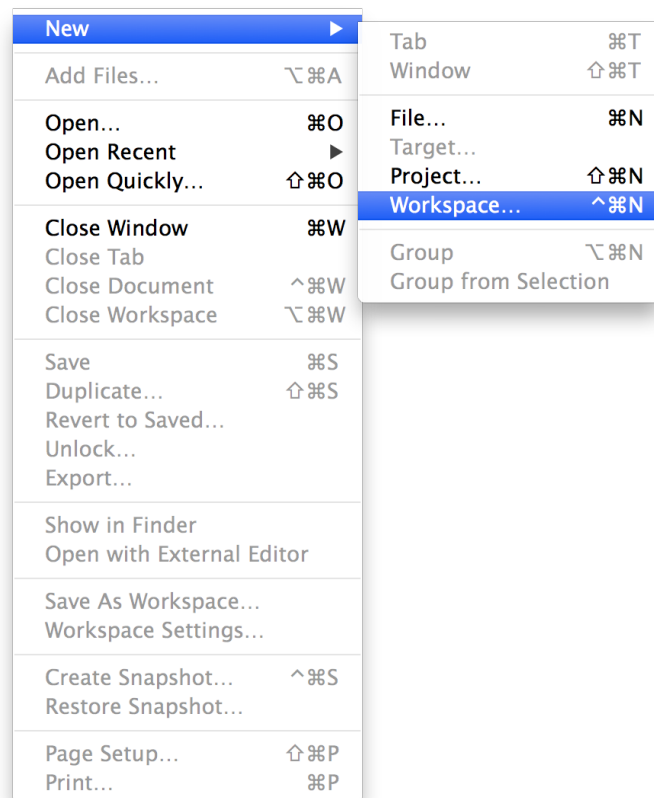 New ▶
Add Files... ⌥⌘A
Open... ⌘O
Open Recent ▶
Open Quickly... ⇧⌘O
Close Window ⌘W
Close Tab
Close Document ^⌘W
Close Workspace ⌥⌘W
Save ⌘S
Duplicate... ⇧⌘S
Revert to Saved...
Unlock...
Export...
Show in Finder
Open with External Editor
Save As Workspace...
Workspace Settings...
Create Snapshot... ^⌘S
Restore Snapshot...
Page Setup... ⇧⌘P
Print... ⌘P
Tab ⌘T
Window ⇧⌘T
File... ⌘N
Target...
Project... ⇧⌘N
Workspace... ^⌘N
Group ⌥⌘N
Group from Selection